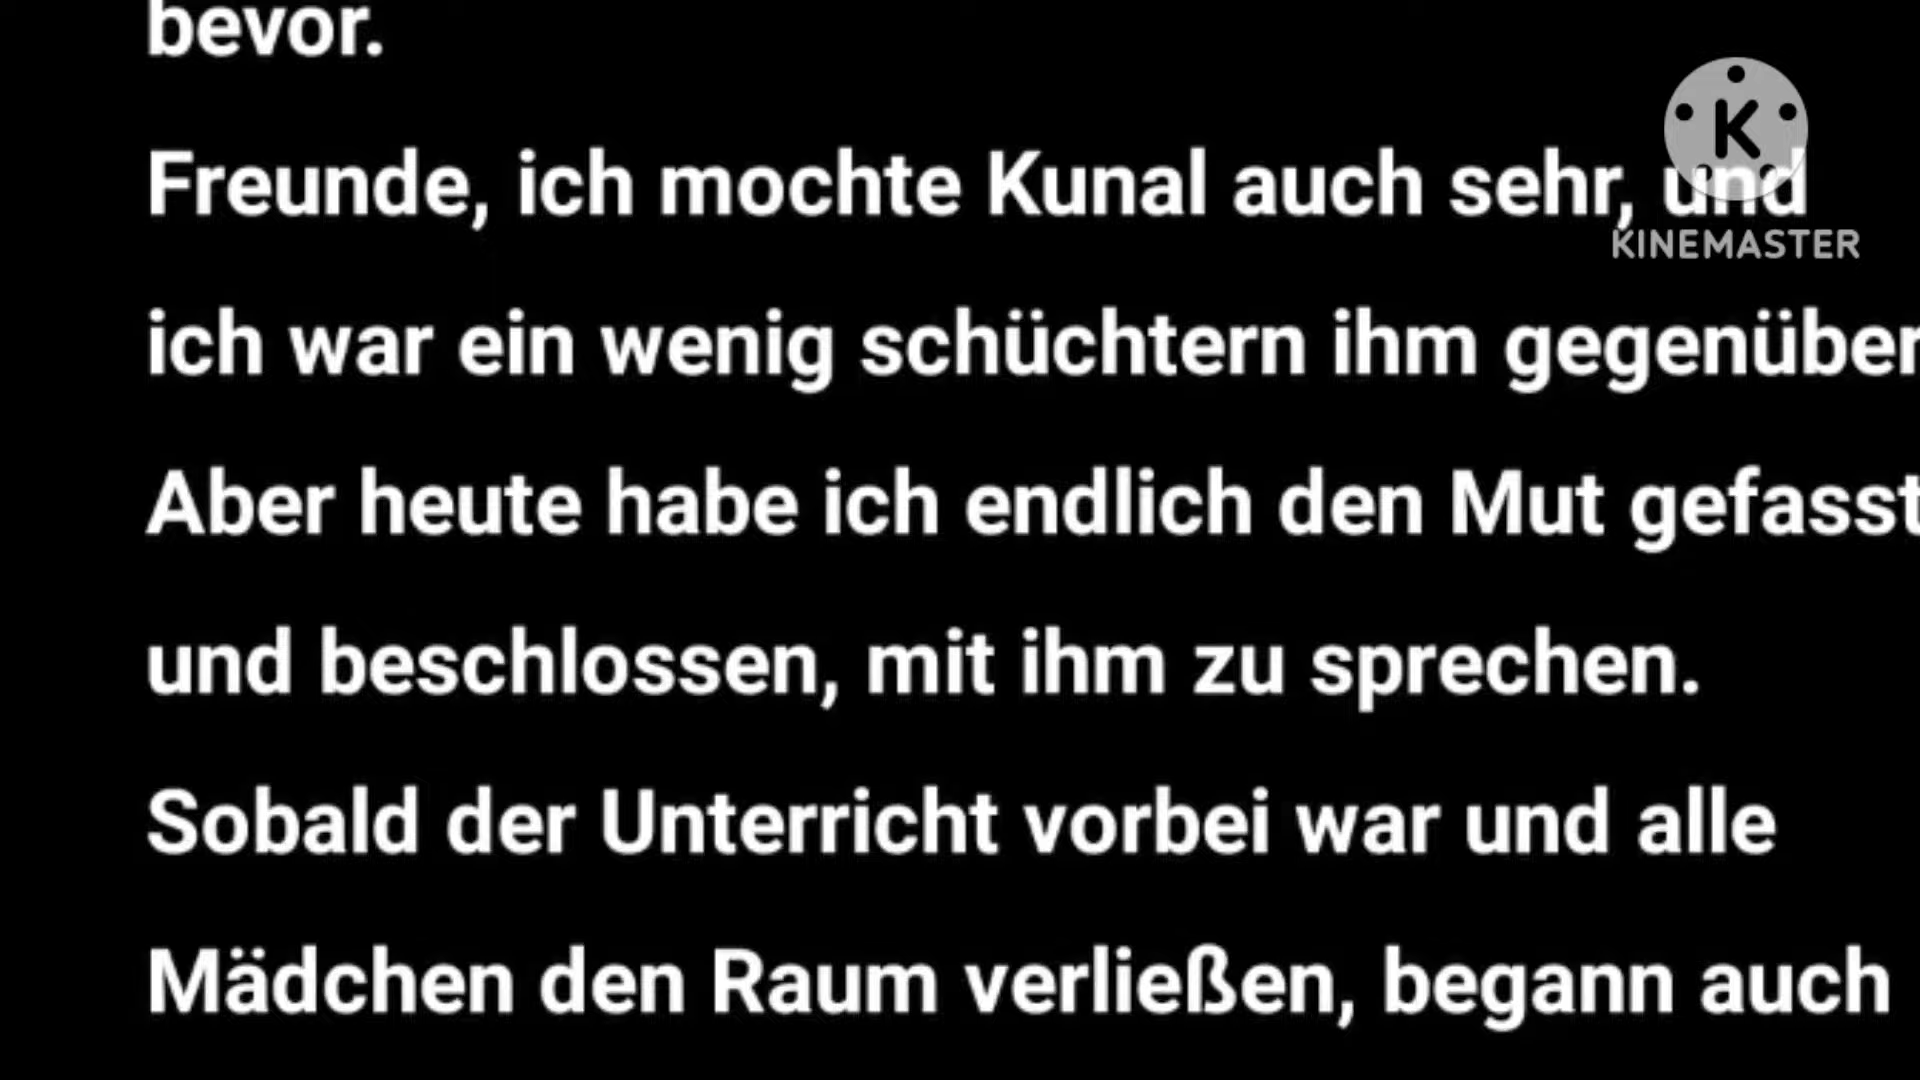 bevor.
Freunde, ich mochte Kunal auch sehr, und
KINEMASTER
ich war ein wenig schüchtern ihm gegenüber
Aber heute habe ich endlich den Mut gefasst
und beschlossen, mit ihm zu sprechen.
Sobald der Unterricht vorbei war und alle
Mädchen den Raum verließen, begann auch